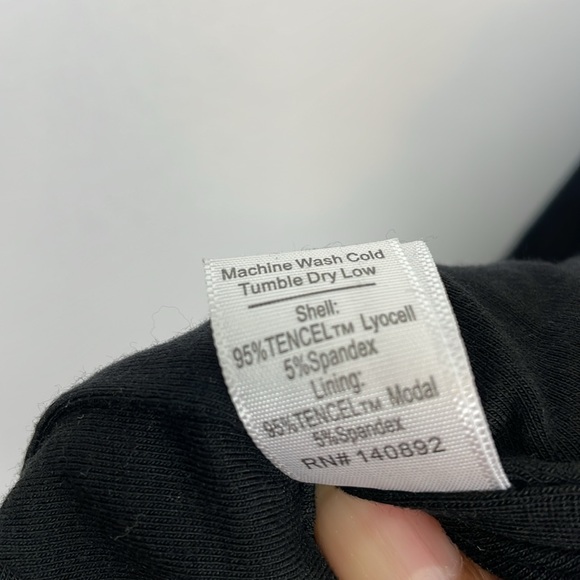 Machine Wash Cold
Tumble Dry Low
Shell:
95%TENCEL™ Lyocell
5%Spandex
Lining:
95%TENCEL™ Modal
5%Spandex
RN# 140892